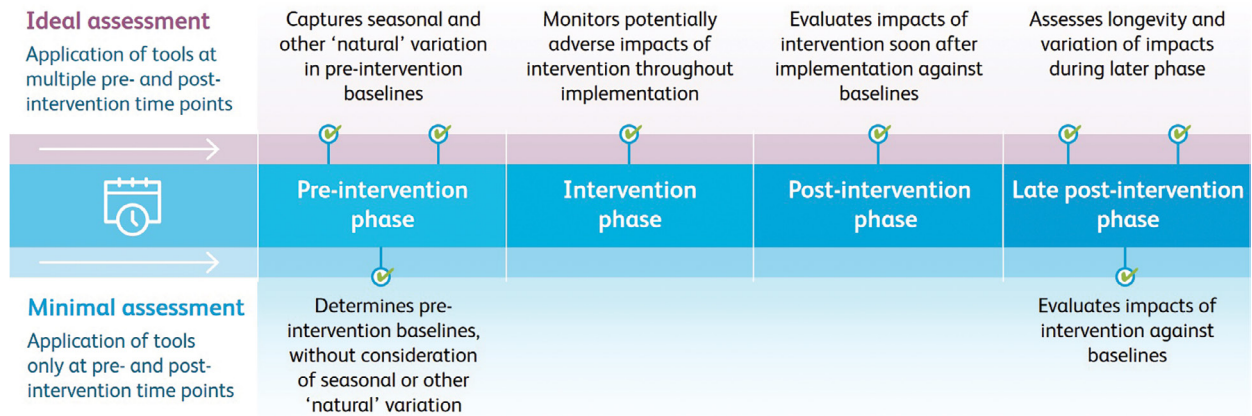 Ideal assessment
Application of tools at
multiple pre- and post-
intervention time points
Captures seasonal and
other ‘natural’ variation
in pre-intervention
baselines
Monitors potentially
adverse impacts of
intervention throughout
implementation
Evaluates impacts of
intervention soon after
implementation against
baselines
Assesses longevity and
variation of impacts
during later phase
Pre-intervention
phase
Intervention
phase
Post-intervention
phase
Late post-intervention
phase
Minimal assessment
Application of tools
only at pre- and post-
intervention time points
Determines pre-
intervention baselines,
without consideration
of seasonal or other
‘natural’ variation
Evaluates impacts of
intervention against
baselines